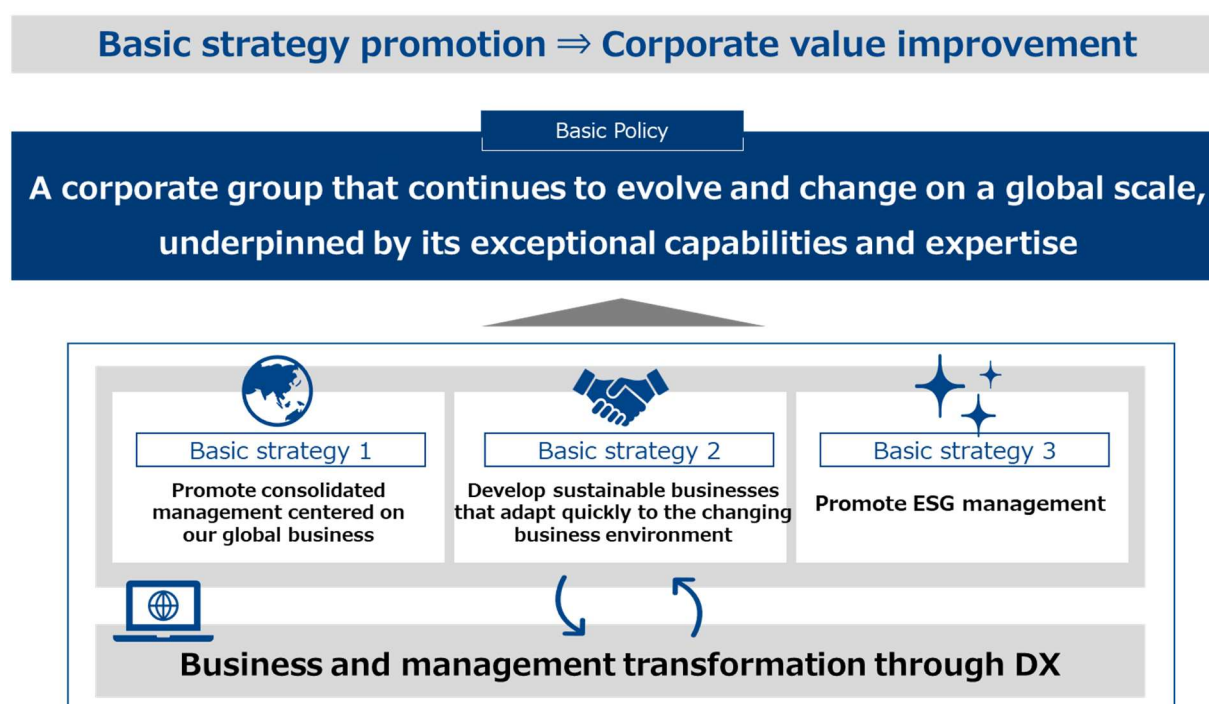 Basic strategy promotion ⇒ Corporate value improvement
Basic Policy
A corporate group that continues to evolve and change on a global scale,
underpinned by its exceptional capabilities and expertise
Basic strategy 1
Promote consolidated
management centered on
our global business
Basic strategy 2
Develop sustainable businesses
that adapt quickly to the changing
business environment
Basic strategy 3
Promote ESG management
Business and management transformation through DX